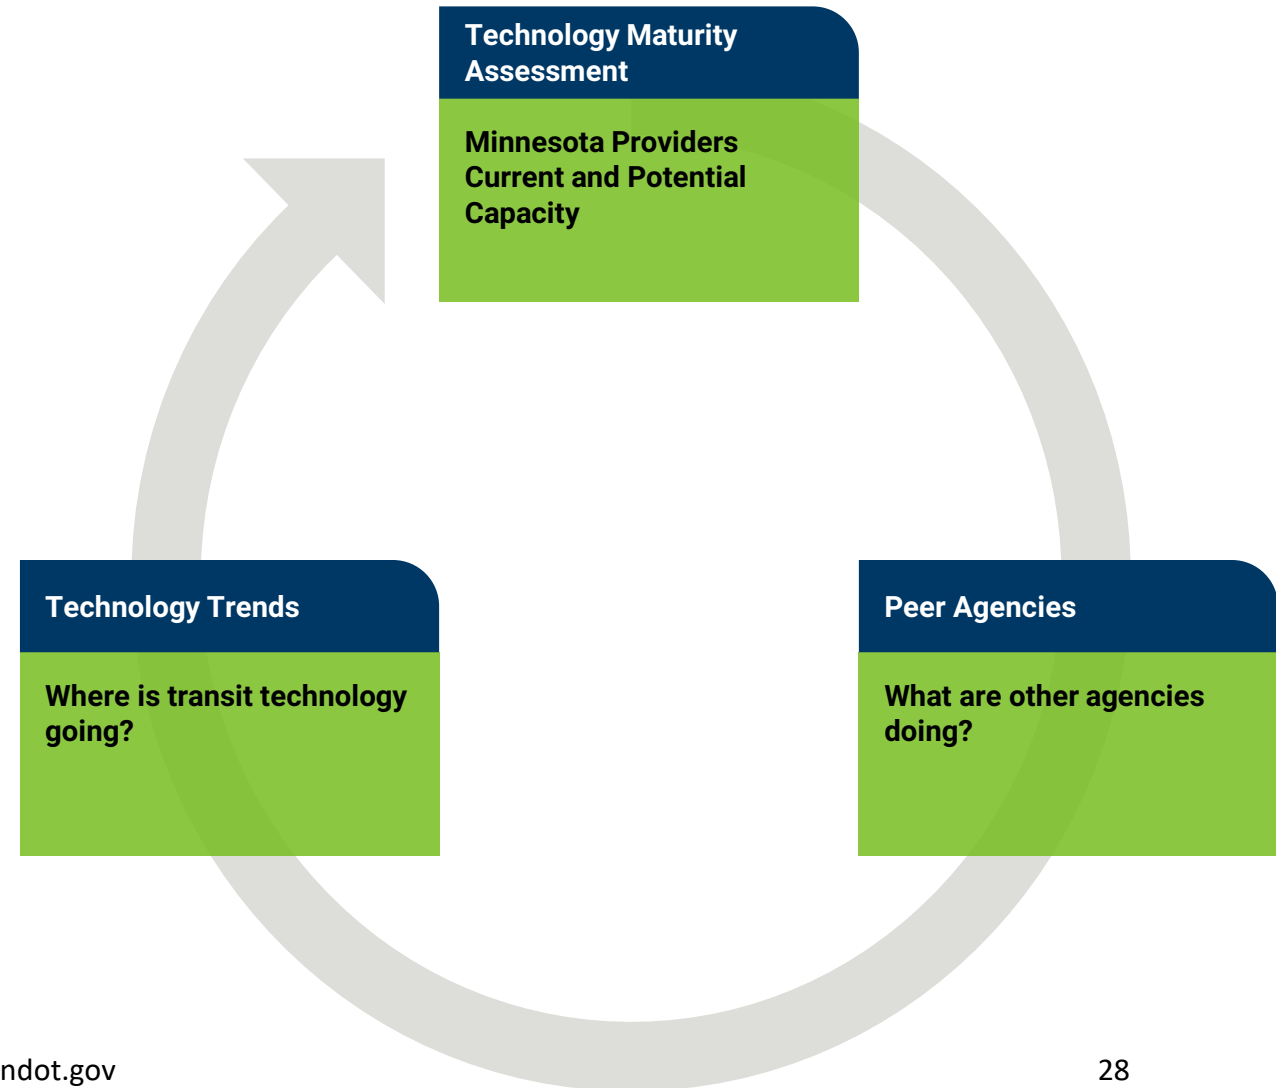 Technology Maturity
Assessment
Minnesota Providers
Current and Potential
Capacity
Technology Trends
Where is transit technology
going?
Peer Agencies
What are other agencies
doing?
ndot.gov
28